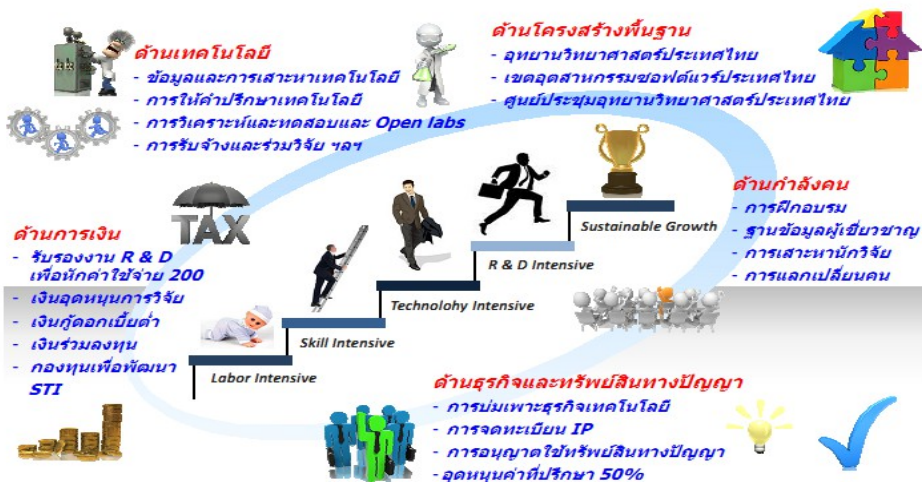 ด้านเทคโนโลยี
- ข้อมูลและการเสาะหาเทคโนโลยี
- การให้คำปรึกษาเทคโนโลยี
- การวิเคราะห์และทดสอบและ Open labs
- การรับจ้างและร่วมวิจัย ฯลฯ
ด้านโครงสร้างพื้นฐาน
- อุทยานวิทยาศาสตร์ประเทศไทย
- เขตอุตสาหกรรมซอฟต์แวร์ประเทศไทย
- ศูนย์ประชุมอุทยานวิทยาศาสตร์ประเทศไทย
ด้านกำลังคน
- การฝึกอบรม
- ฐานข้อมูลผู้เชี่ยวชาญ
- การเสาะหานักวิจัย
- การแลกเปลี่ยนคน
TAX
ด้านการเงิน
- รับรองงาน R & D
เพื่อหักค่าใช้จ่าย 200
- เงินอุดหนุนการวิจัย
- เงินกู้ดอกเบี้ยต่ำ
- เงินร่วมลงทุน
- กองทุนเพื่อพัฒนา
STI
Sustainable Growth
R & D Intensive
Technolohy Intensive
Skill Intensive
Labor Intensive
ด้านธุรกิจและทรัพย์สินทางปัญญา
- การบ่มเพาะธุรกิจเทคโนโลยี
- การจดทะเบียน IP
- การอนุญาตใช้ทรัพย์สินทางปัญญา
- อุดหนุนค่าที่ปรึกษา 50%